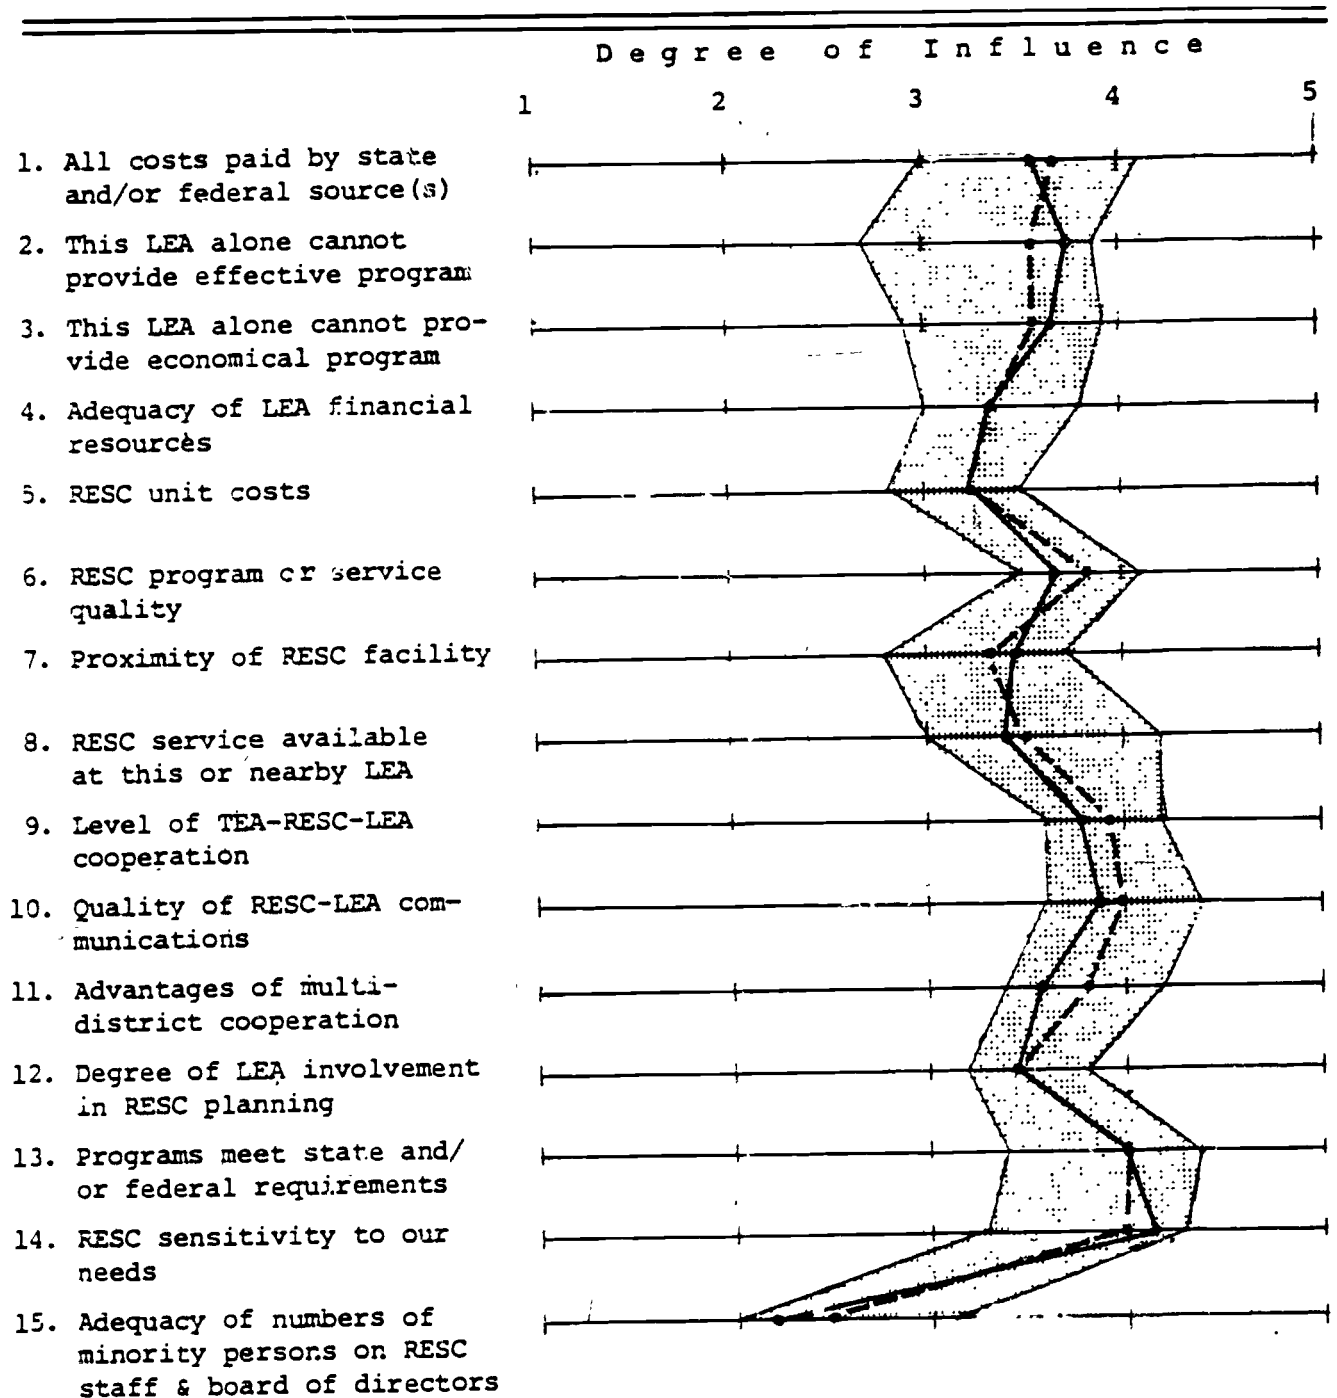 Degree of Influence
1 2 3 4 5
1. All costs paid by state
and/or federal source(s)
2. This LEA alone cannot
provide effective program
3. This LEA alone cannot pro-
vide economical program
4. Adequacy of LEA financial
resources
5. RESC unit costs
6. RESC program or service
quality
7. Proximity of RESC facility
8. RESC service available
at this or nearby LEA
9. Level of TEA-RESC-LEA
cooperation
10. Quality of RESC-LEA com-
munications
11. Advantages of multi-
district cooperation
12. Degree of LEA involvement
in RESC planning
13. Programs meet state and/
or federal requirements
14. RESC sensitivity to our
needs
15. Adequacy of numbers of
minority persons on RESC
staff & board of directors